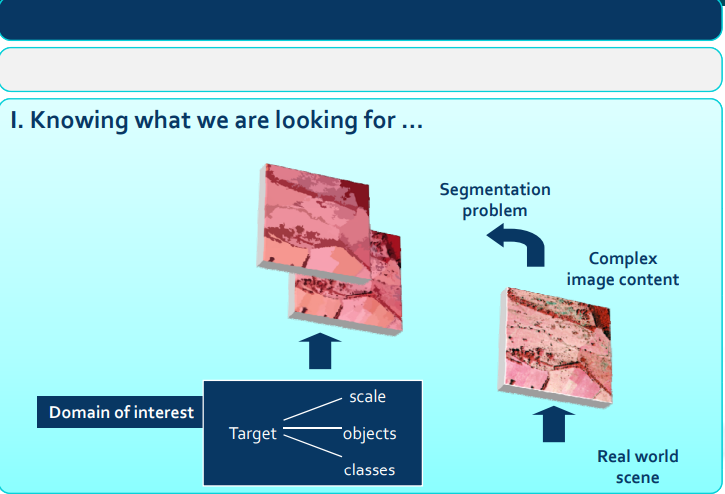 I. Knowing what we are looking for ...
Segmentation
problem
Complex
image content
Domain of interest
Target
scale
objects
classes
Real world
scene